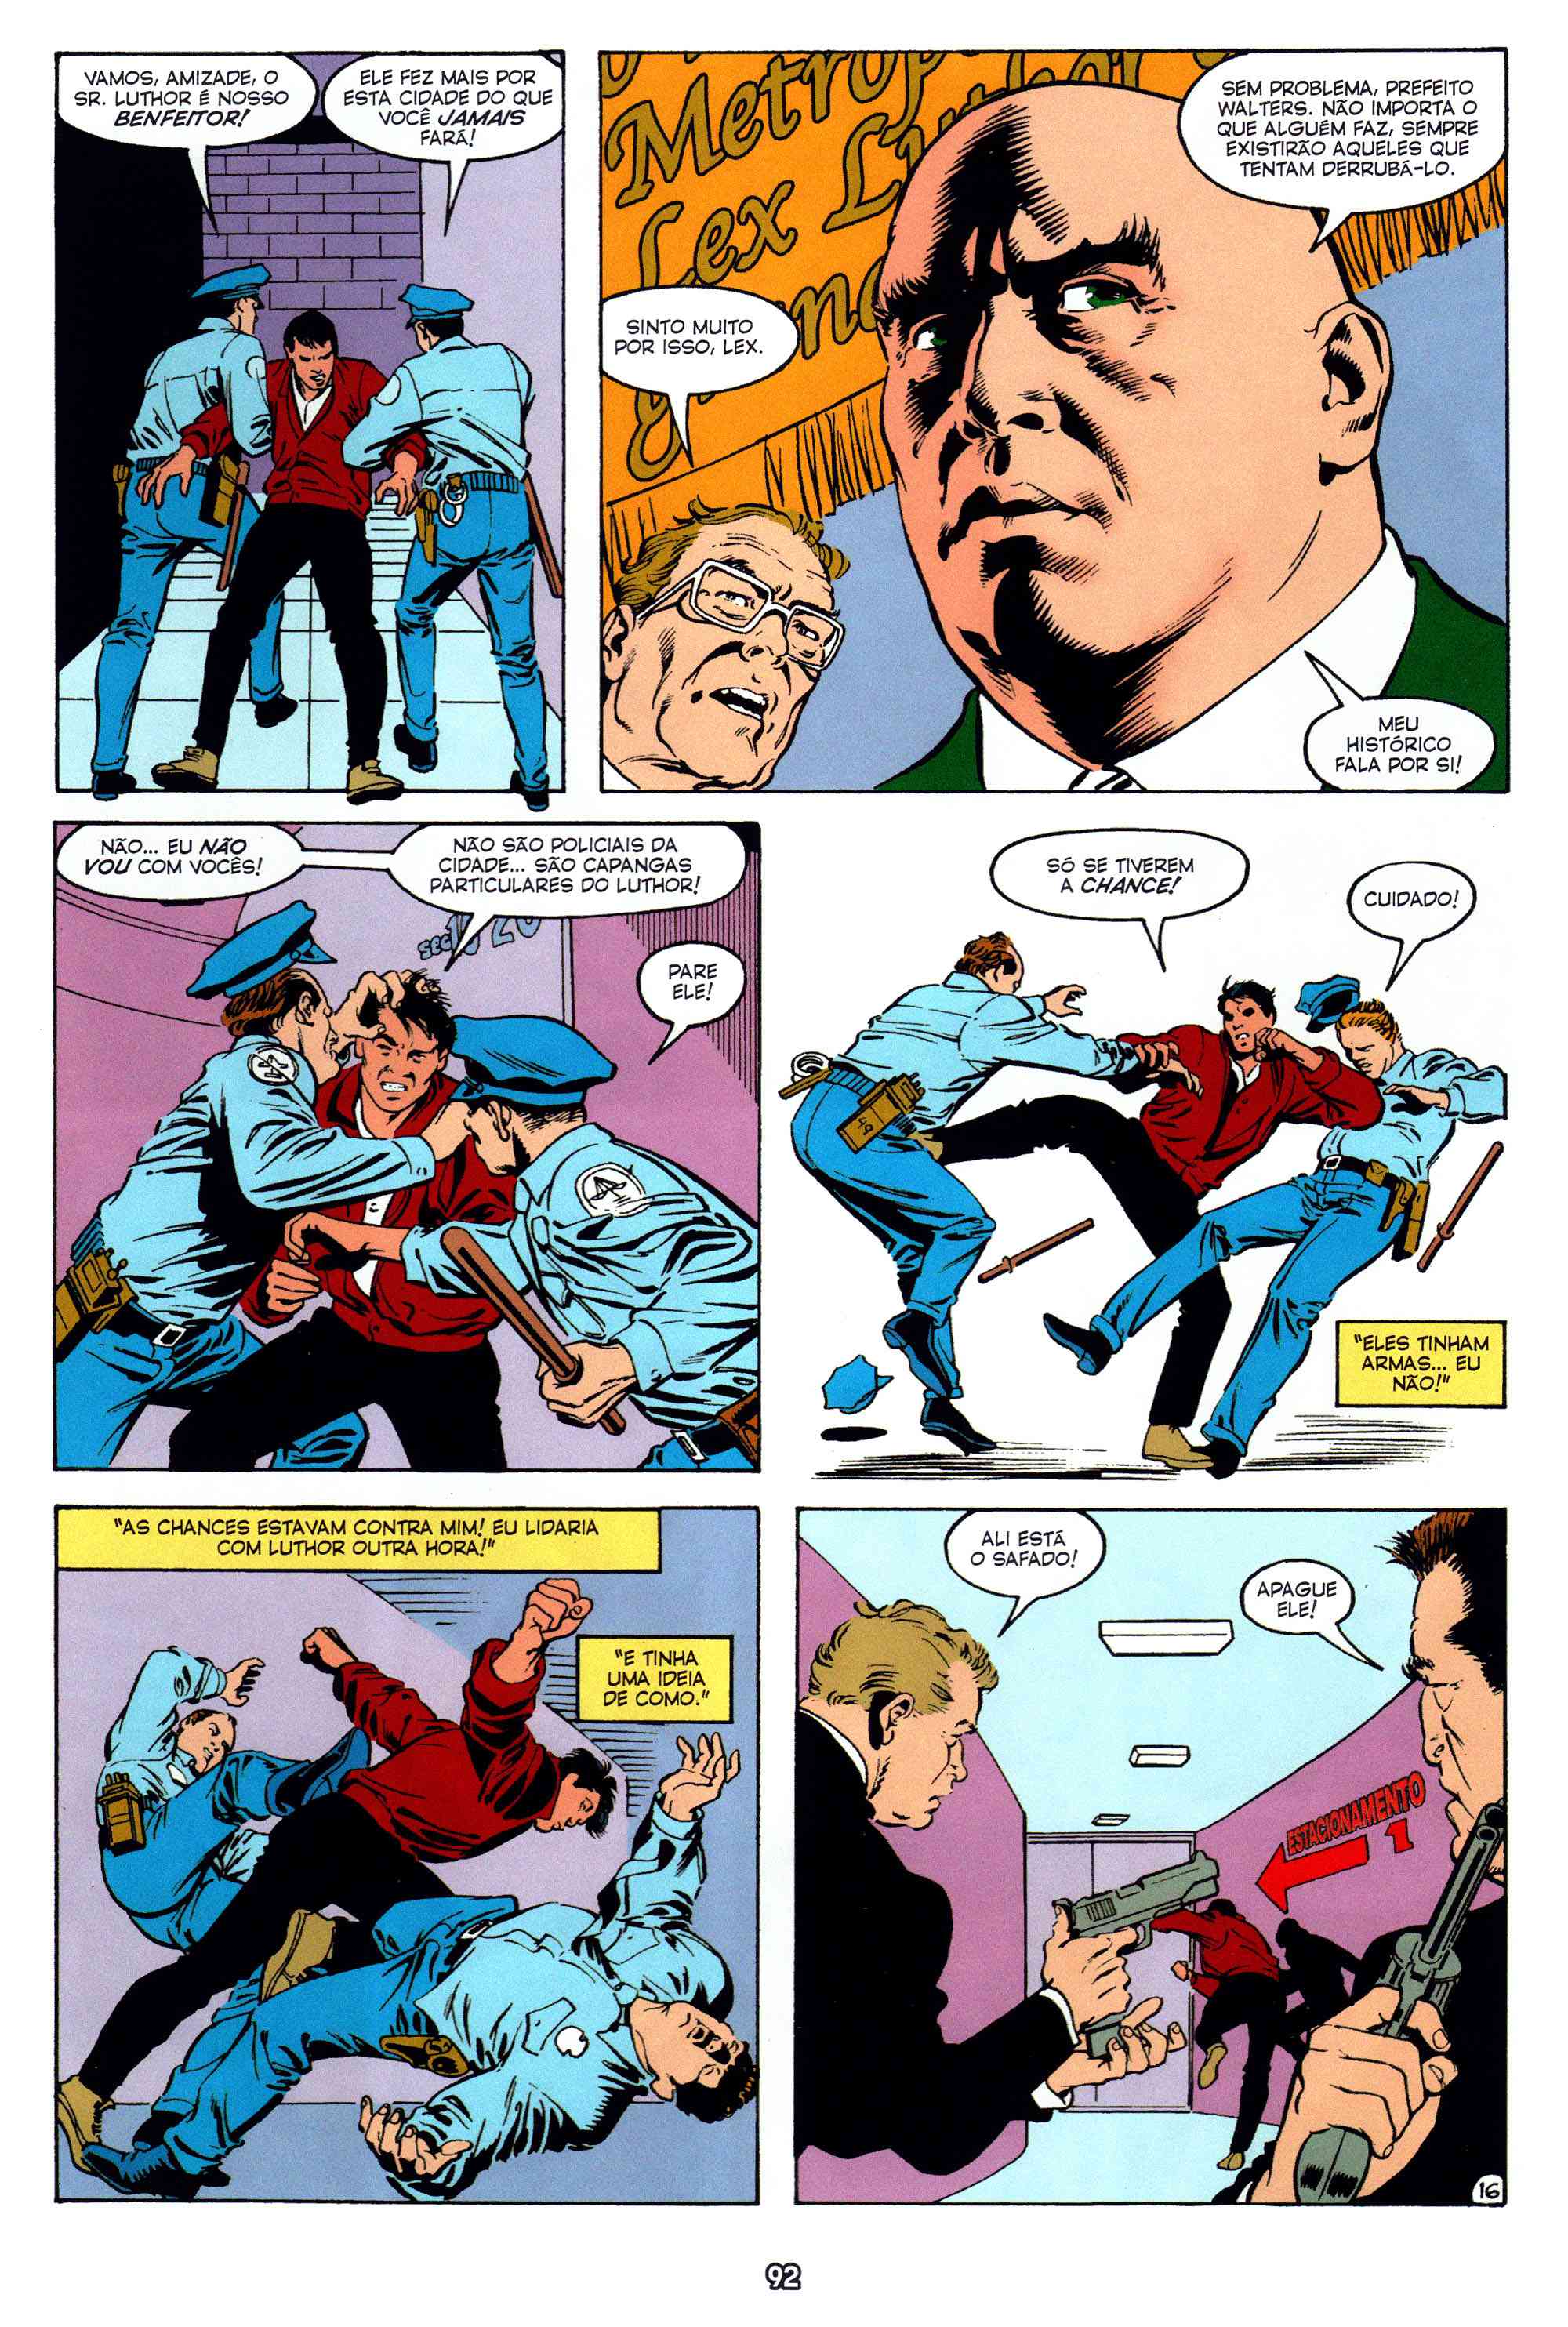 VAMOS, AMIZADE, O
SR. LUTHOR É NOSSO
BENFEITOR!
ELE FEZ MAIS POR
ESTA CIDADE DO QUE
VOCÊ JAMAIS
FARÁ!
Metrop
Lex Luthor
SINTO MUITO
POR ISSO, LEX.
SEM PROBLEMA, PREFEITO
WALTERS. NÃO IMPORTA O
QUE ALGUÉM FAZ, SEMPRE
EXISTIRÃO AQUELES QUE
TENTAM DERRUBÁ-LO.
MEU
HISTÓRICO
FALA POR SI!
NÃO... EU NÃO
VOU COM VOCÊS!
NÃO SÃO POLICIAIS DA
CIDADE... SÃO CAPANGAS
PARTICULARES DO LUTHOR!
PARE
ELE!
SÓ SE TIVEREM
A CHANCE!
CUIDADO!
"ELES TINHAM
ARMAS... EU
NÃO!"
"AS CHANCES ESTAVAM CONTRA MIM! EU LIDARIA
COM LUTHOR OUTRA HORA!"
"E TINHA
UMA IDEIA
DE COMO."
ALI ESTÁ
O SAFADO!
APAGUE
ELE!
ESTACIONAMENTO
1
16
92